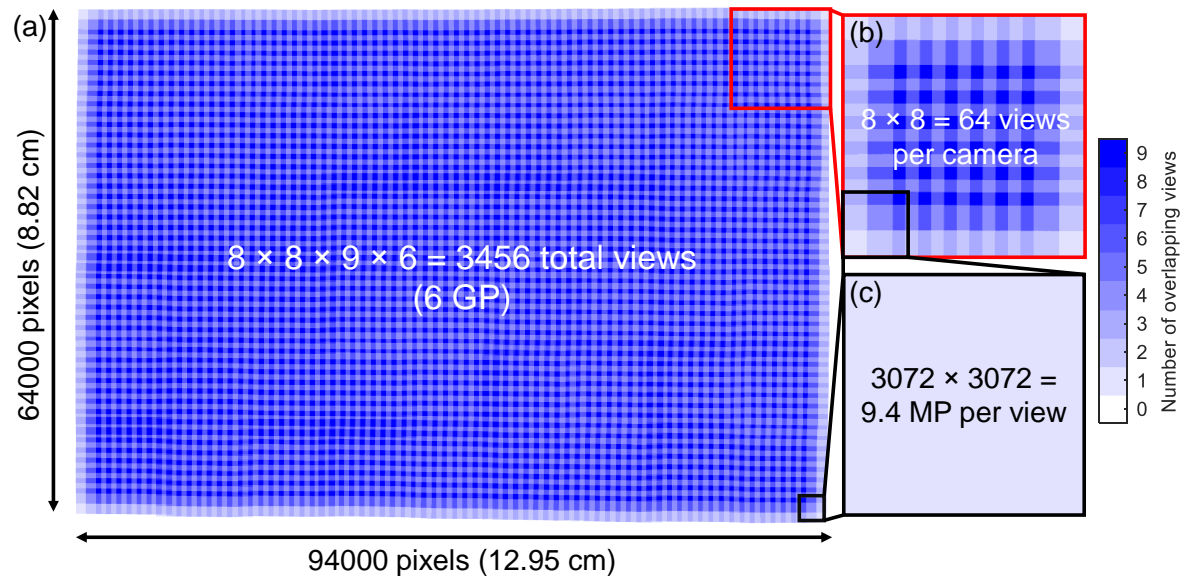 (a)
64000 pixels (8.82 cm)
8 × 8 × 9 × 6 = 3456 total views
(6 GP)
94000 pixels (12.95 cm)
(b)
8 × 8 = 64 views
per camera
(c)
3072 × 3072 =
9.4 MP per view
9
8
7
6
5
4
3
2
1
0
Number of overlapping views